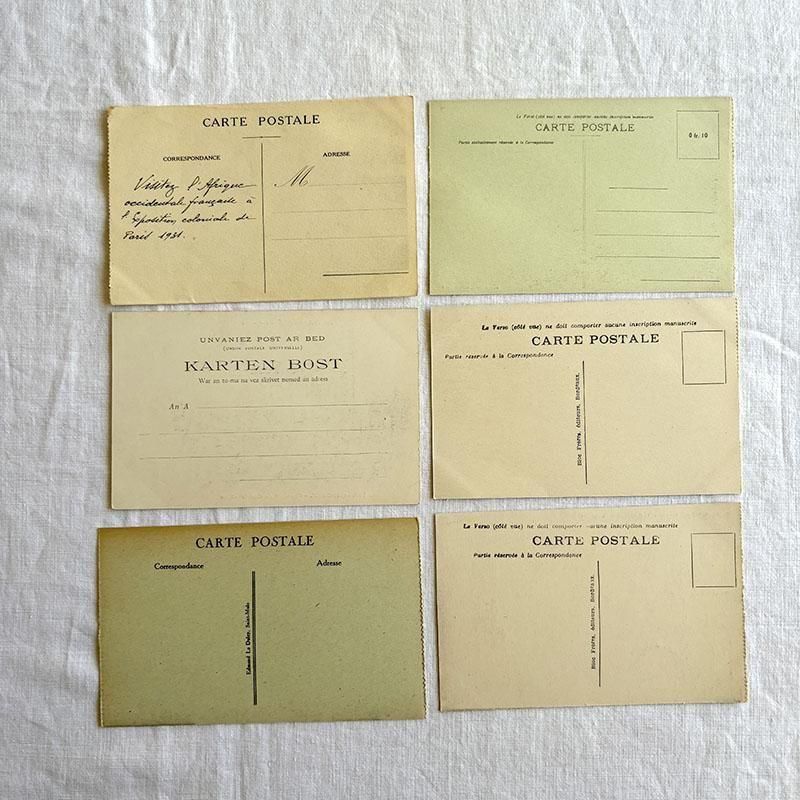 CARTE POSTALE
CORRESPONDANCE
ADRESSE
Visitez l'Afrique
occidentale française à
l'Exposition coloniale de
Paris 1931.
M
Le Verso (côté vue) ne doit comporter aucune inscription manuscrite
CARTE POSTALE
Partie exclusivement réservée à la Correspondance
0 fr. 10
UNVANIEZ POST AR BED
(UNION POSTALE UNIVERSELLE)
KARTEN BOST
War an tu-ma na vez skrivet nemed an adress
An A
Le Verso (côté vue) ne doit comporter aucune inscription manuscrite
CARTE POSTALE
Partie réservée à la Correspondance
Bloc Frères, éditeurs, Bordeaux.
CARTE POSTALE
Correspondance
Adresse
Edmond La Doley, Saint-Malo
Le Verso (côté vue) ne doit comporter aucune inscription manuscrite
CARTE POSTALE
Partie réservée à la Correspondance
Bloc Frères, éditeurs, Bordeaux.